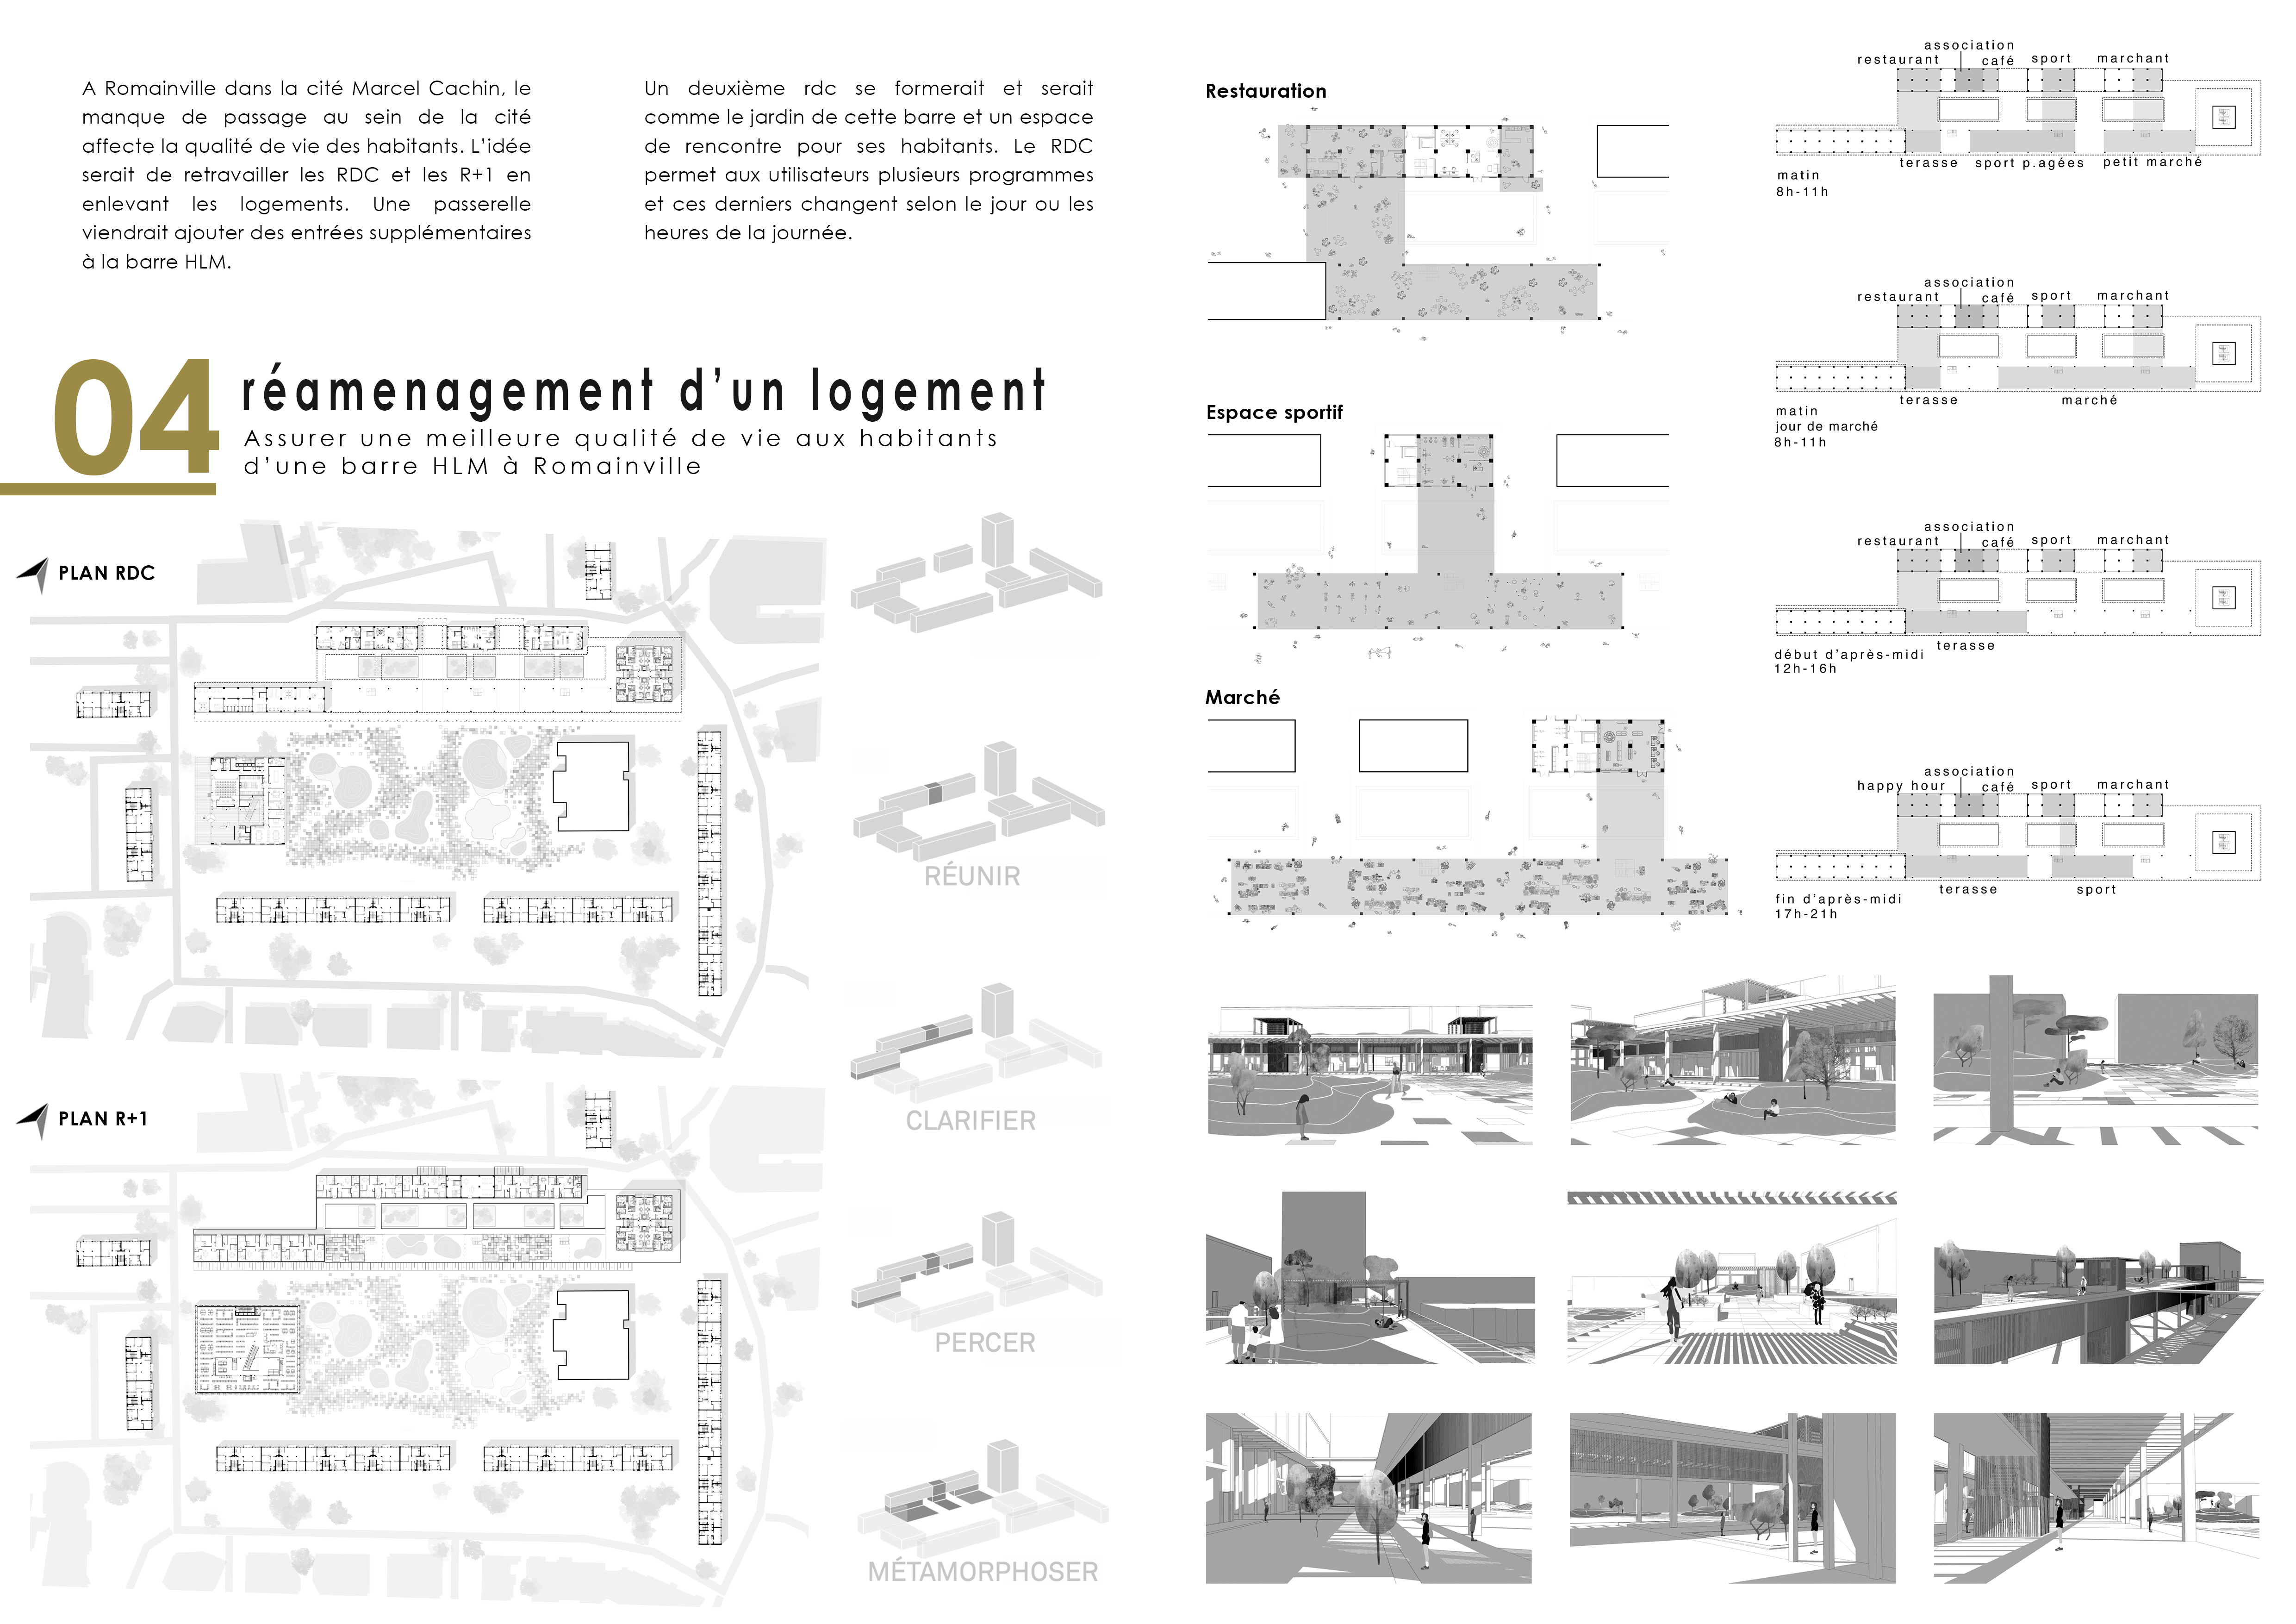 A Romainville dans la cité Marcel Cachin, le
manque de passage au sein de la cité
affecte la qualité de vie des habitants. L'idée
serait de retravailler les RDC et les R+1 en
enlevant les logements. Une passerelle
viendrait ajouter des entrées supplémentaires
à la barre HLM.
Un deuxième rdc se formerait et serait
comme le jardin de cette barre et un espace
de rencontre pour ses habitants. Le RDC
permet aux utilisateurs plusieurs programmes
et ces derniers changent selon le jour ou les
heures de la journée.
04
réamenagement d'un logement
Assurer une meilleure qualité de vie aux habitants
d'une barre HLM à Romainville
PLAN RDC
PLAN R+1
RÉUNIR
CLARIFIER
PERCER
MÉTAMORPHOSER
Restauration
Espace sportif
Marché
association
restaurant café sport marchant
terasse sport p.agées petit marché
matin
8h-11h
association
restaurant café sport marchant
terasse marché
matin
jour de marché
8h-11h
association
restaurant café sport marchant
terasse
début d'après-midi
12h-16h
association
happy hour café sport marchant
terasse sport
fin d'après-midi
17h-21h